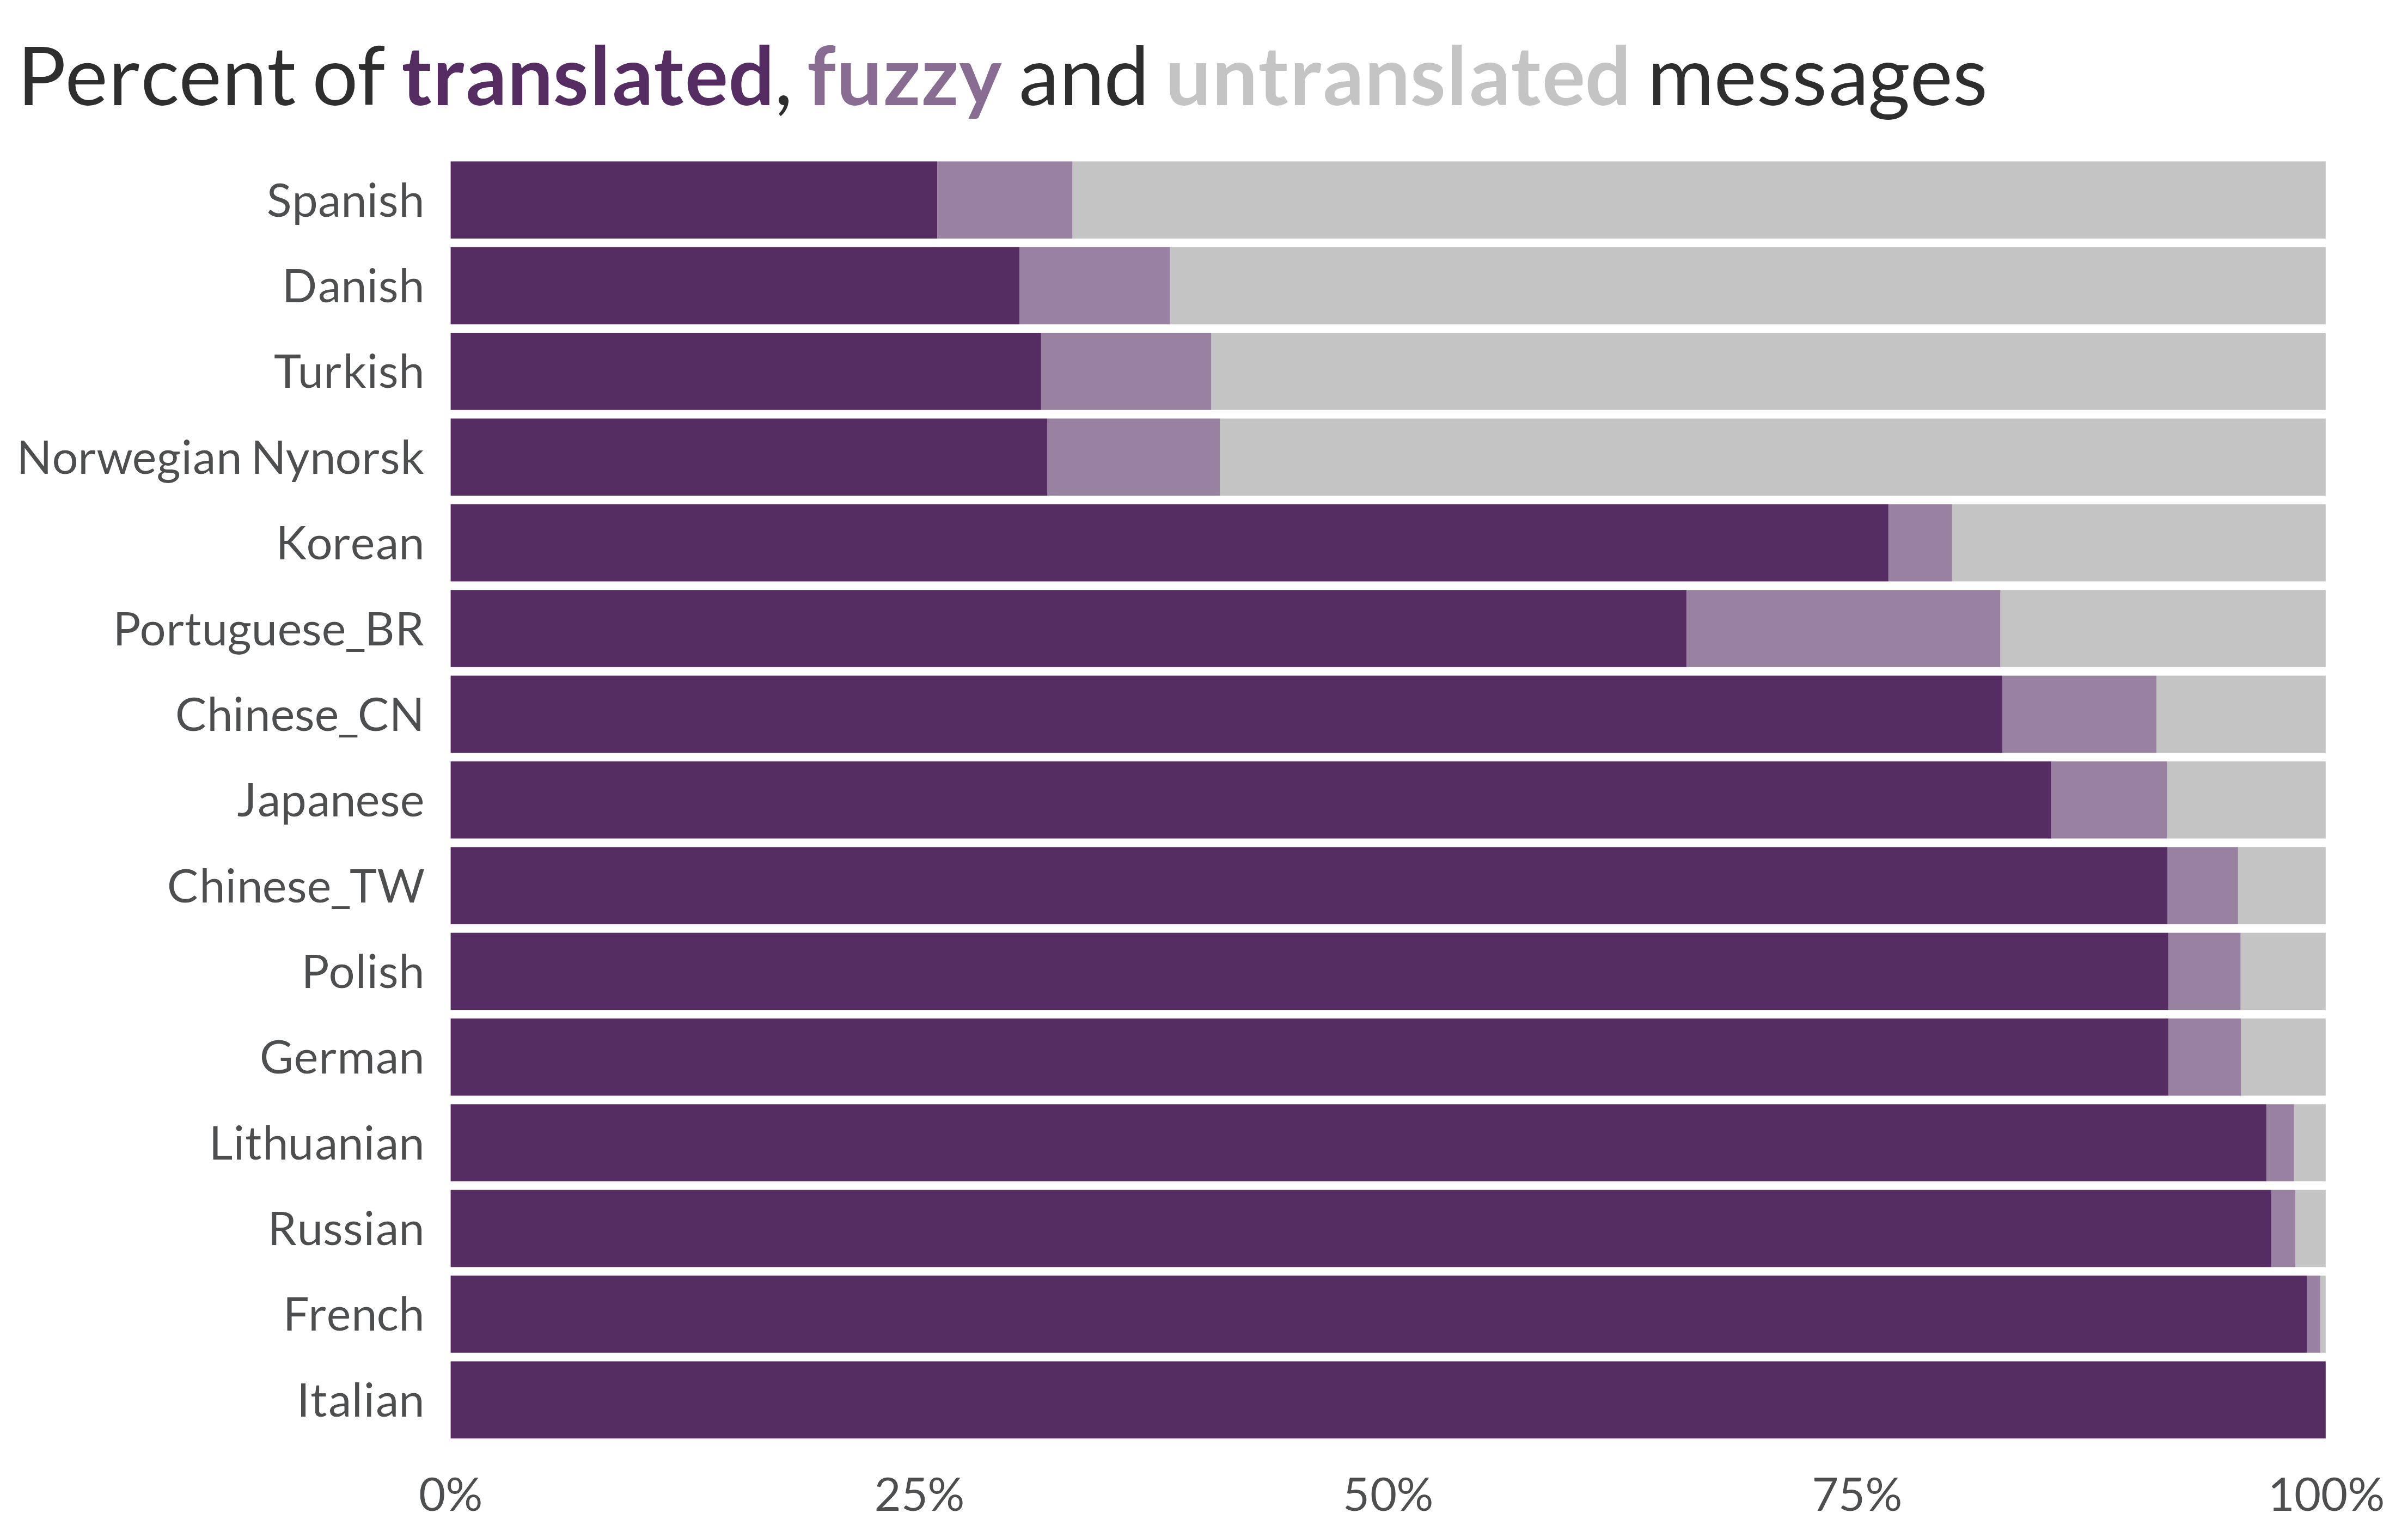 Percent of translated, fuzzy and untranslated messages
Spanish
Danish
Turkish
Norwegian Nynorsk
Korean
Portuguese_BR
Chinese_CN
Japanese
Chinese_TW
Polish
German
Lithuanian
Russian
French
Italian
0% 25% 50% 75% 100%